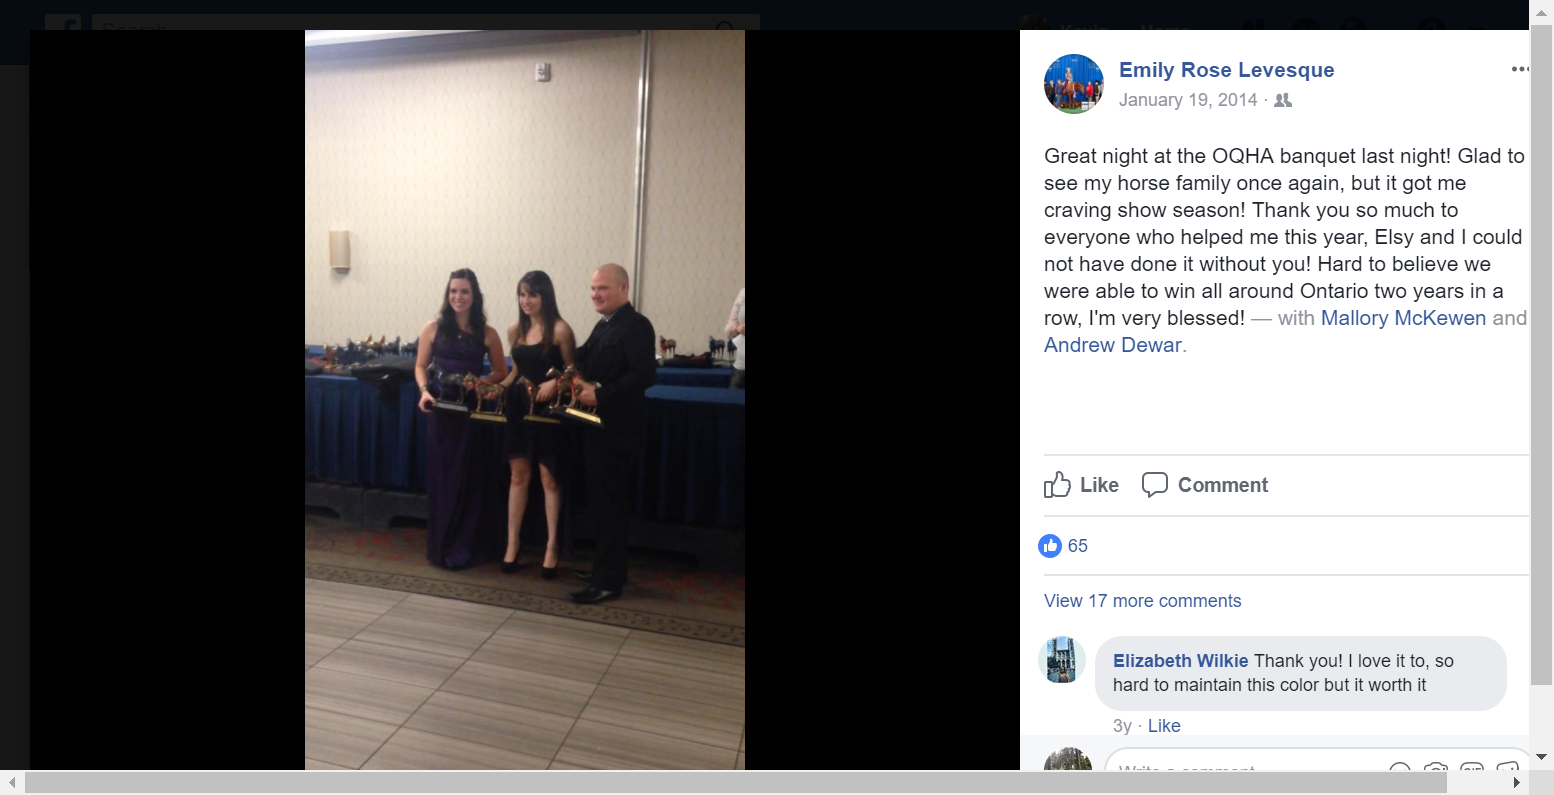 Search
Emily Rose Levesque
January 19, 2014 ·
Great night at the OQHA banquet last night! Glad to
see my horse family once again, but it got me
craving show season! Thank you so much to
everyone who helped me this year, Elsy and I could
not have done it without you! Hard to believe we
were able to win all around Ontario two years in a
row, I'm very blessed! — with Mallory McKewen and
Andrew Dewar.
Like Comment
65
View 17 more comments
Elizabeth Wilkie Thank you! I love it to, so
hard to maintain this color but it worth it
3y · Like
Write a comment